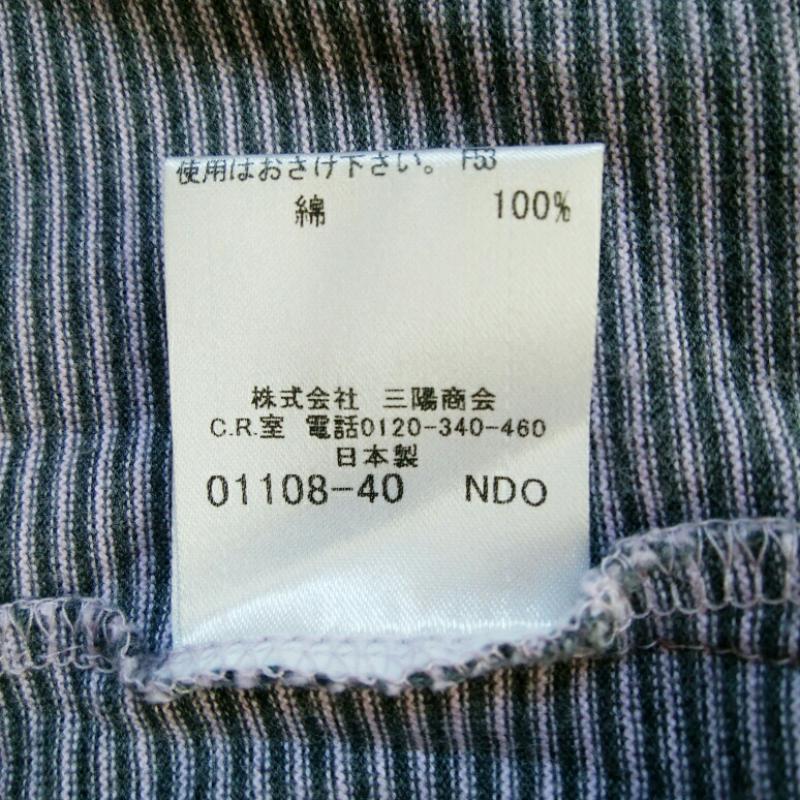 使用はおさけ下さい。 F53
綿 100%
株式会社 三陽商会
C.R.室 電話0120-340-460
日本製
01108-40 NDO